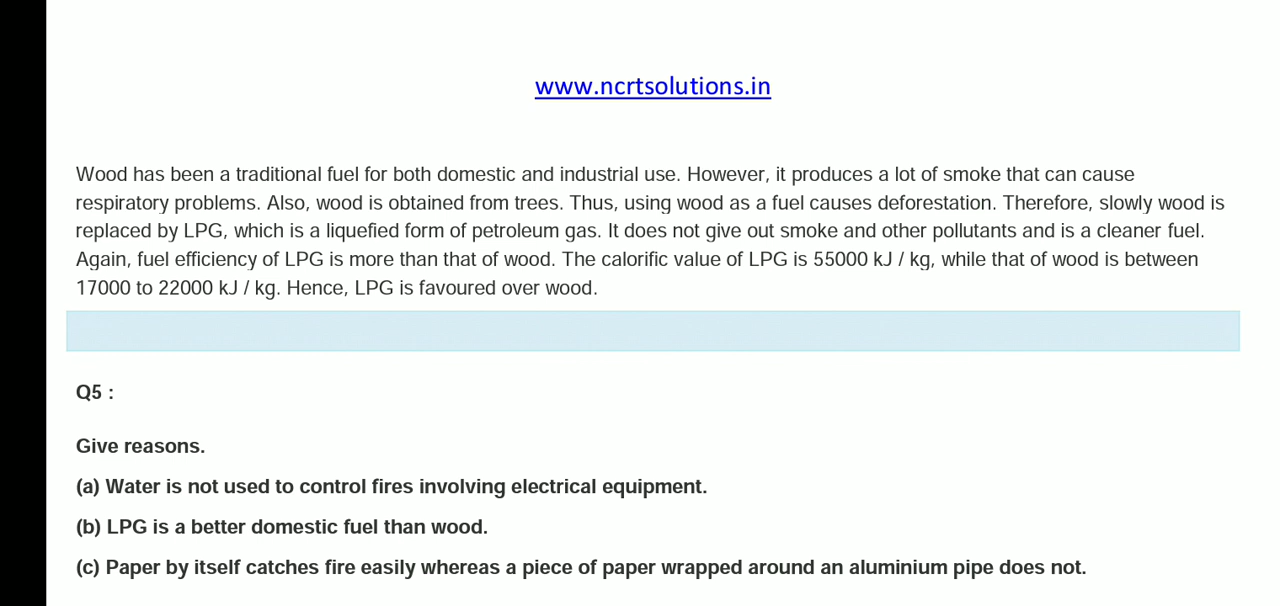 www.ncrtsolutions.in
Wood has been a traditional fuel for both domestic and industrial use. However, it produces a lot of smoke that can cause
respiratory problems. Also, wood is obtained from trees. Thus, using wood as a fuel causes deforestation. Therefore, slowly wood is
replaced by LPG, which is a liquefied form of petroleum gas. It does not give out smoke and other pollutants and is a cleaner fuel.
Again, fuel efficiency of LPG is more than that of wood. The calorific value of LPG is 55000 kJ / kg, while that of wood is between
17000 to 22000 kJ / kg. Hence, LPG is favoured over wood.
Q5 :
Give reasons.
(a) Water is not used to control fires involving electrical equipment.
(b) LPG is a better domestic fuel than wood.
(c) Paper by itself catches fire easily whereas a piece of paper wrapped around an aluminium pipe does not.